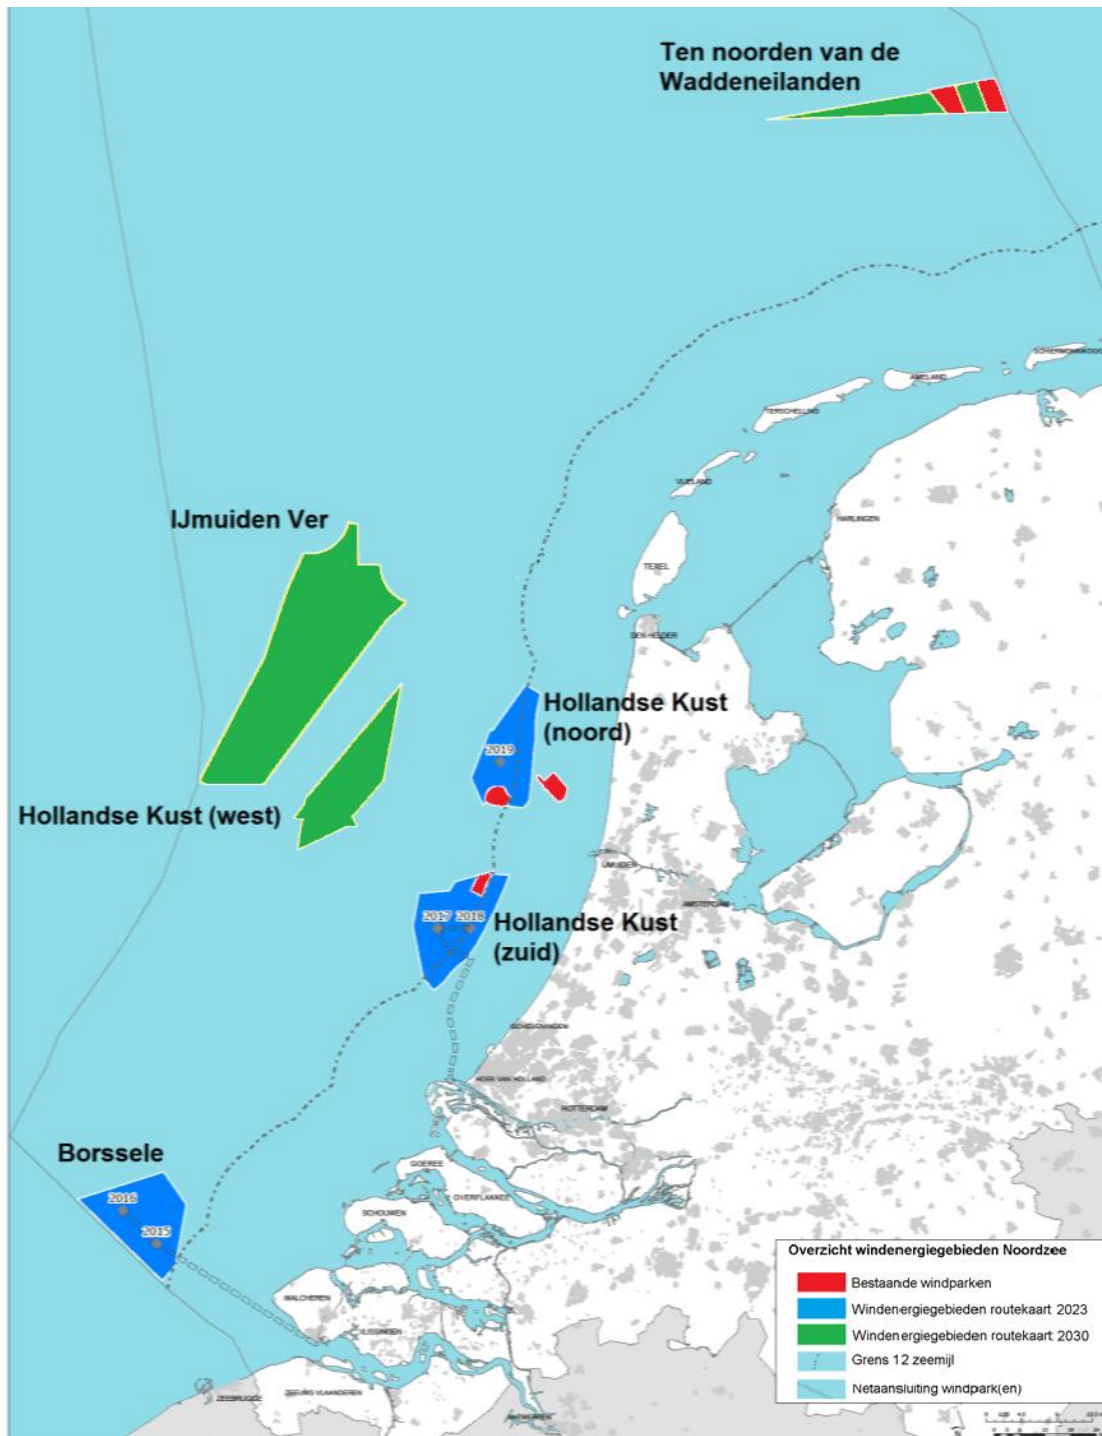 Ten noorden van de
Waddeneilanden
SCHIERMONNIKOOG
AMELAND
TERSCHELLING
VLIELAND
HARLINGEN
IJmuiden Ver
TEXEL
DEN HELDER
Hollandse Kust
(noord)
2019
Hollandse Kust (west)
IJMUIDEN
AMSTERDAM
2017 2018
Hollandse Kust
(zuid)
SCHEVENINGEN
HOEK VAN HOLLAND
ROTTERDAM
Borssele
GOEREE
OVERFLAKKEE
2016
SCHOUWEN
2015
WALCHEREN
VLISSINGEN
ZEEBRUGGE
ZEEUWS VLAANDEREN
ANTWERPEN
Overzicht windenergiegebieden Noordzee
Bestaande windparken
Windenergiegebieden routekaart 2023
Windenergiegebieden routekaart 2030
Grens 12 zeemijl
Netaansluiting windpark(en)